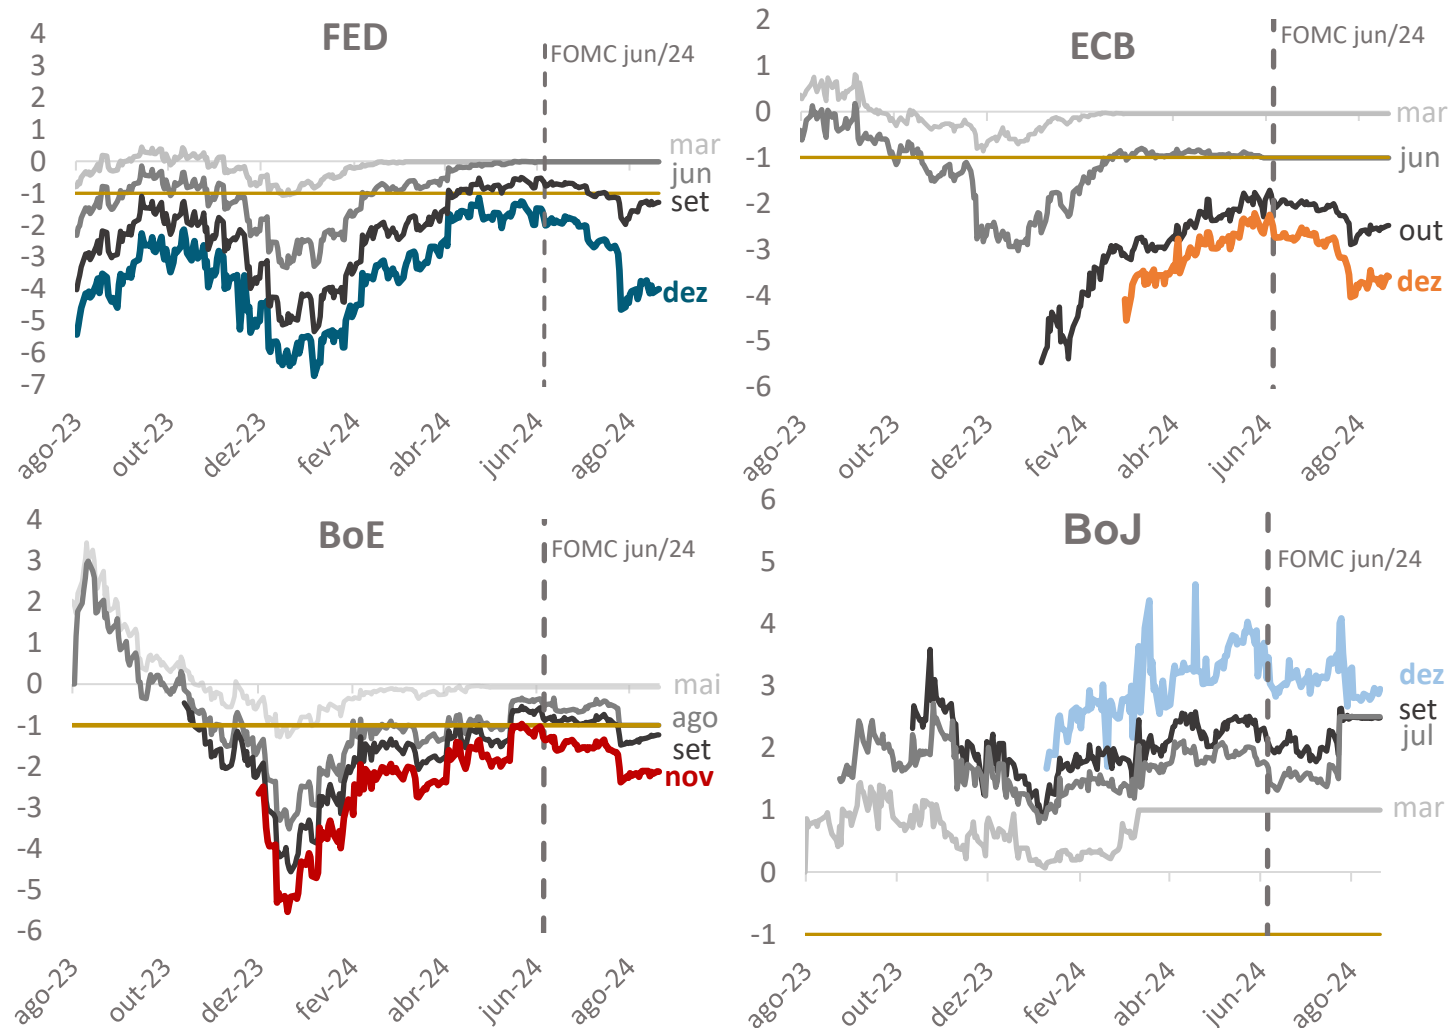 FED
FOMC jun/24
4
3
2
1
0
-1
-2
-3
-4
-5
-6
-7
mar
jun
set
dez
ago-23
out-23
dez-23
fev-24
abr-24
jun-24
ago-24
ECB
FOMC jun/24
2
1
0
-1
-2
-3
-4
-5
-6
mar
jun
out
dez
ago-23
out-23
dez-23
fev-24
abr-24
jun-24
ago-24
BoE
FOMC jun/24
4
3
2
1
0
-1
-2
-3
-4
-5
-6
mai
ago
set
nov
ago-23
out-23
dez-23
fev-24
abr-24
jun-24
ago-24
BoJ
FOMC jun/24
6
5
4
3
2
1
0
-1
dez
set
jul
mar
ago-23
out-23
dez-23
fev-24
abr-24
jun-24
ago-24